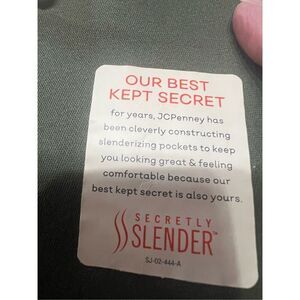 OUR BEST
KEPT SECRET
for years, JCPenney has
been cleverly constructing
slenderizing pockets to keep
you looking great & feeling
comfortable because our
best kept secret is also yours.
SECRETLY
SLENDER™
SJ-02-444-A